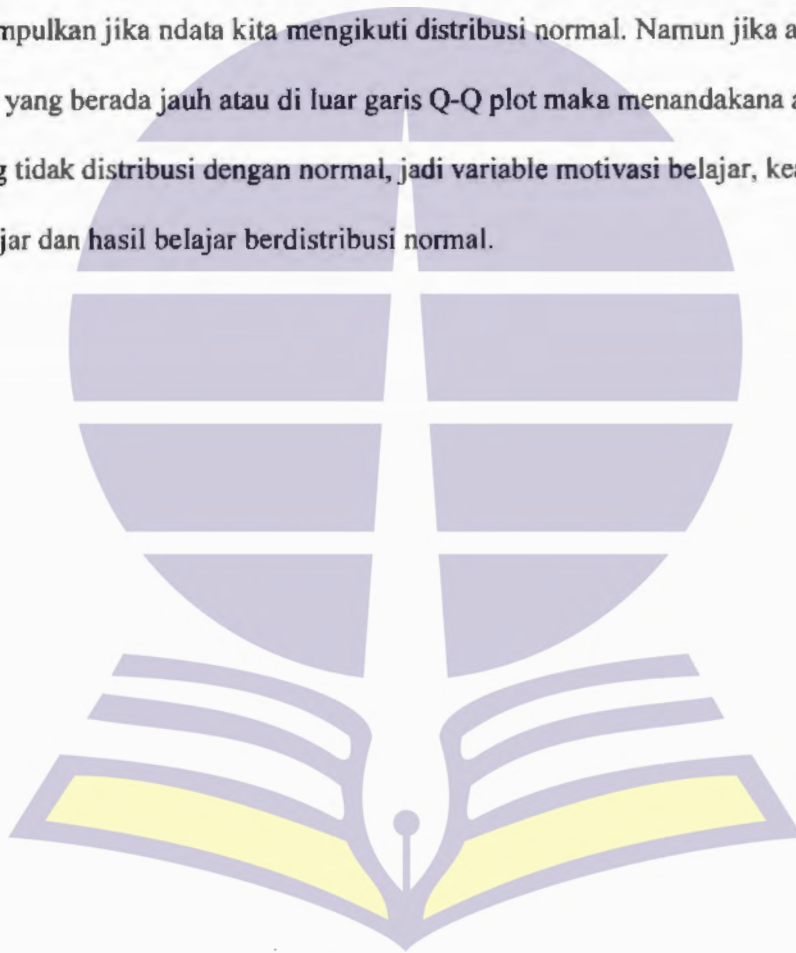 mpulkan jika ndata kita mengikuti distribusi normal. Namun jika a
yang berada jauh atau di luar garis Q-Q plot maka menandakana a
g tidak distribusi dengan normal, jadi variable motivasi belajar, kea
jar dan hasil belajar berdistribusi normal.